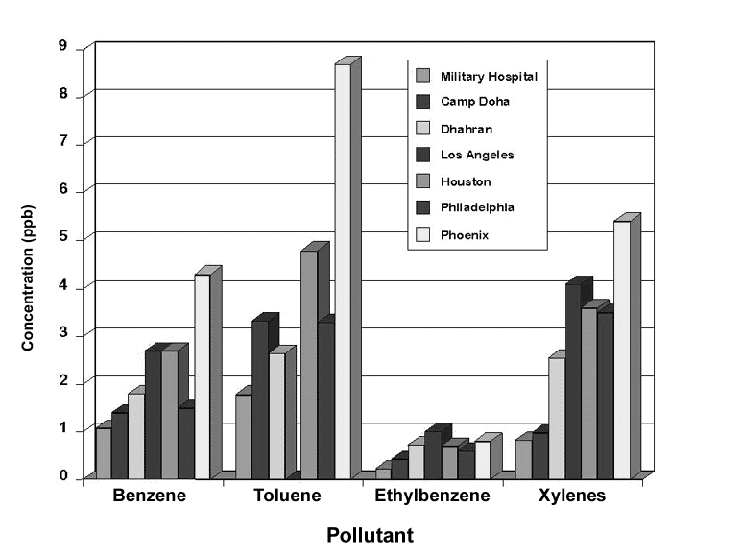 9
8
7
6
5
4
3
2
1
0
Concentration (ppb)
Military Hospital
Camp Doha
Dhahran
Los Angeles
Houston
Philadelphia
Phoenix
Benzene Toluene Ethylbenzene Xylenes
Pollutant